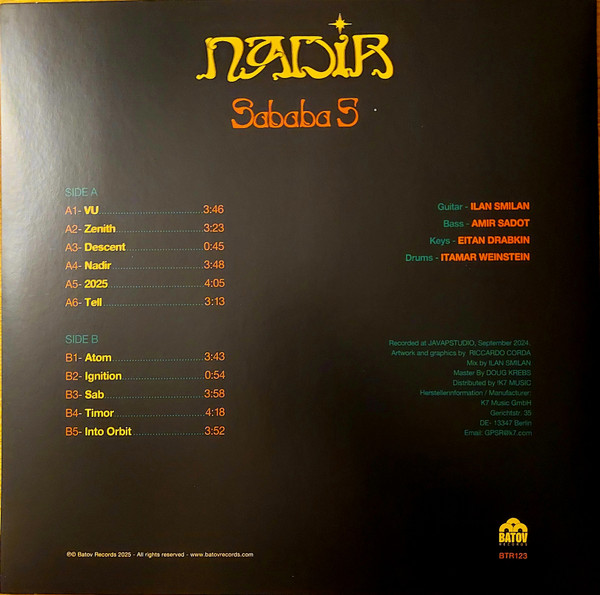 NADIR
Sababa 5
SIDE A
A1- VU 3:46
A2- Zenith 3:23
A3- Descent 0:45
A4- Nadir 3:48
A5- 2025 4:05
A6- Tell 3:13
SIDE B
B1- Atom 3:43
B2- Ignition 0:54
B3- Sab 3:58
B4- Timor 4:18
B5- Into Orbit 3:52
Guitar - ILAN SMILAN
Bass - AMIR SADOT
Keys - EITAN DRABKIN
Drums - ITAMAR WEINSTEIN
Recorded at JAVAPSTUDIO, September 2024.
Artwork and graphics by RICCARDO CORDA
Mix by ILAN SMILAN
Master By DOUG KREBS
Distributed by !K7 MUSIC
Herstellerinformation / Manufacturer:
K7 Music GmbH
Gerichtstr. 35
DE- 13347 Berlin
Email: GPSR@k7.com
℗© Batov Records 2025 - All rights reserved - www.batovrecords.com
BATOV
RECORDS
BTR123